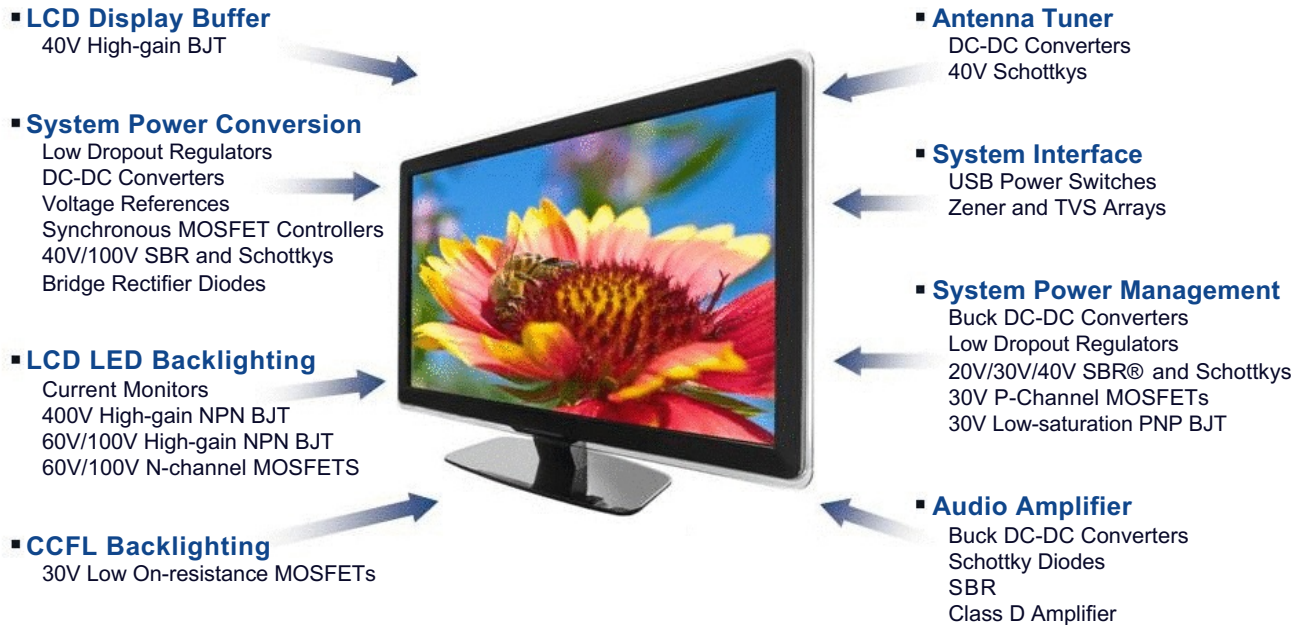 ▪ LCD Display Buffer
40V High-gain BJT
▪ System Power Conversion
Low Dropout Regulators
DC-DC Converters
Voltage References
Synchronous MOSFET Controllers
40V/100V SBR and Schottkys
Bridge Rectifier Diodes
▪ LCD LED Backlighting
Current Monitors
400V High-gain NPN BJT
60V/100V High-gain NPN BJT
60V/100V N-channel MOSFETS
▪ CCFL Backlighting
30V Low On-resistance MOSFETs
▪ Antenna Tuner
DC-DC Converters
40V Schottkys
▪ System Interface
USB Power Switches
Zener and TVS Arrays
▪ System Power Management
Buck DC-DC Converters
Low Dropout Regulators
20V/30V/40V SBR® and Schottkys
30V P-Channel MOSFETs
30V Low-saturation PNP BJT
▪ Audio Amplifier
Buck DC-DC Converters
Schottky Diodes
SBR
Class D Amplifier